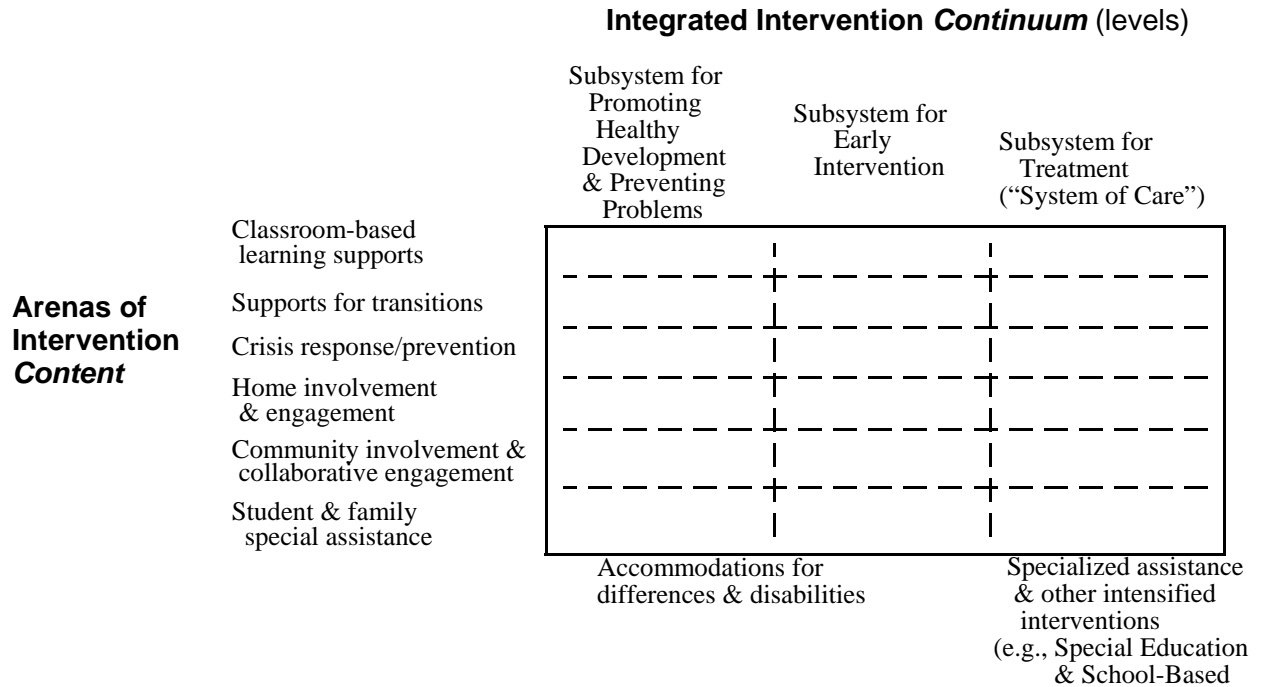 Integrated Intervention Continuum (levels)
Subsystem for
Promoting
Healthy
Development
& Preventing
Problems
Subsystem for
Early
Intervention
Subsystem for
Treatment
(“System of Care”)
Arenas of
Intervention
Content
Classroom-based
learning supports
Supports for transitions
Crisis response/prevention
Home involvement
& engagement
Community involvement &
collaborative engagement
Student & family
special assistance
Accommodations for
differences & disabilities
Specialized assistance
& other intensified
interventions
(e.g., Special Education
& School-Based